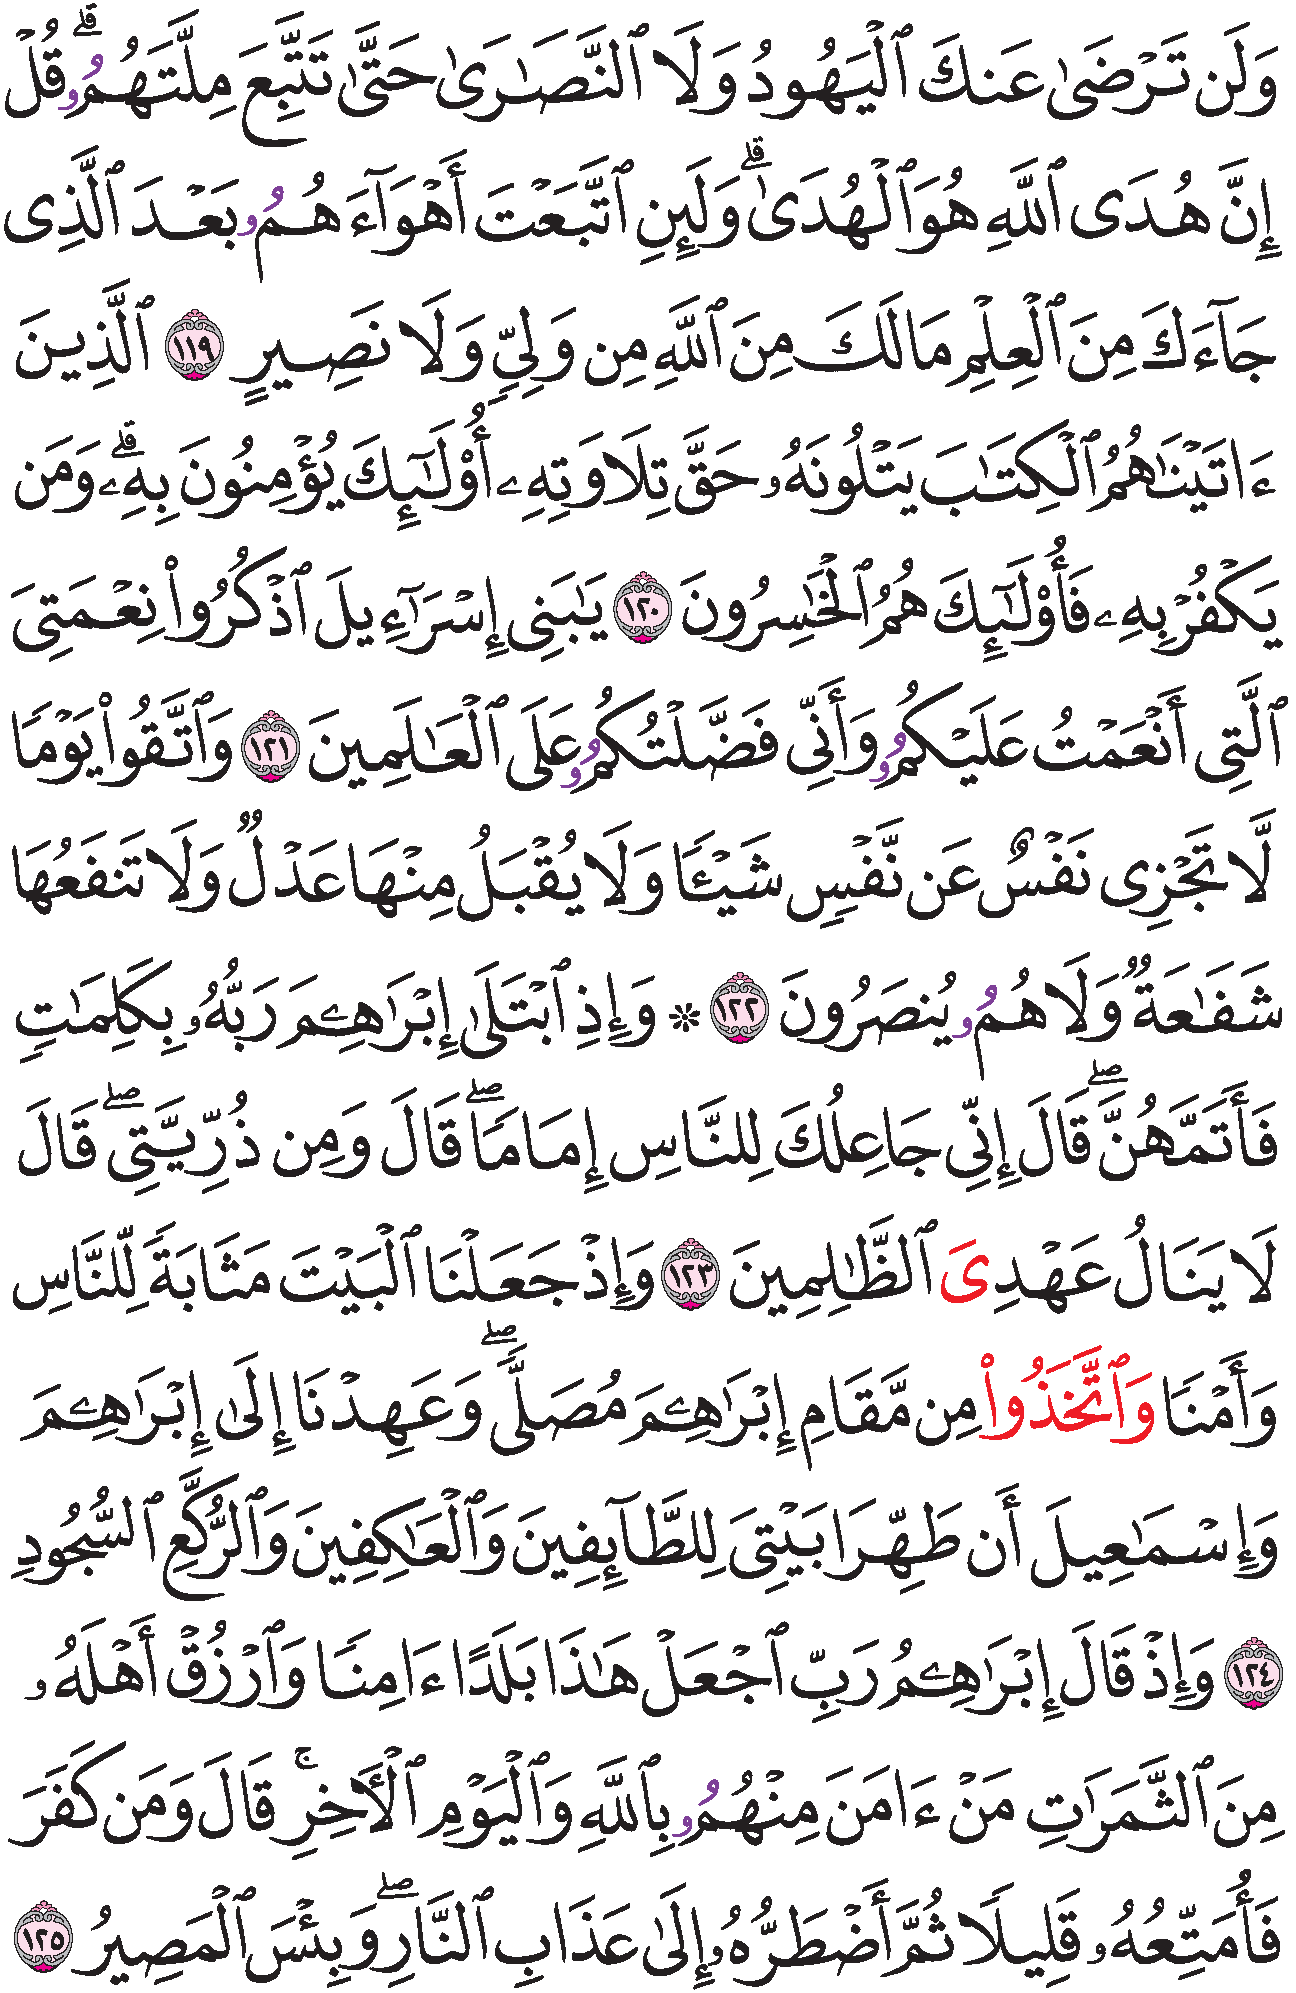 وَلَن تَرۡضَىٰ عَنكَ ٱلۡيَهُودُ وَلَا ٱلنَّصَٰرَىٰ حَتَّىٰ تَتَّبِعَ مِلَّتَهُمُۥۗ قُلۡ
إِنَّ هُدَى ٱللَّهِ هُوَ ٱلۡهُدَىٰۗ وَلَئِنِ ٱتَّبَعۡتَ أَهۡوَآءَهُمُۥ بَعۡدَ ٱلَّذِى
جَآءَكَ مِنَ ٱلۡعِلۡمِ مَا لَكَ مِنَ ٱللَّهِ مِن وَلِيّٖ وَلَا نَصِيرٍ ١١٩ ٱلَّذِينَ
ءَاتَيۡنَٰهُمُ ٱلۡكِتَٰبَ يَتۡلُونَهُۥ حَقَّ تِلَاوَتِهِۦٓ أُوْلَٰٓئِكَ يُؤۡمِنُونَ بِهِۦۗ وَمَن
يَكۡفُرۡ بِهِۦ فَأُوْلَٰٓئِكَ هُمُ ٱلۡخَٰسِرُونَ ١٢٠ يَٰبَنِى إِسۡرَآءِيلَ ٱذۡكُرُواْ نِعۡمَتِىَ
ٱلَّتِى أَنۡعَمۡتُ عَلَيۡكُمُۥ وَأَنِّى فَضَّلۡتُكُمُۥ عَلَى ٱلۡعَٰلَمِينَ ١٢١ وَٱتَّقُواْ يَوۡمٗا
لَّا تَجۡزِى نَفۡسٌ عَن نَّفۡسٖ شَيۡـٔٗا وَلَا يُقۡبَلُ مِنۡهَا عَدۡلٞ وَلَا تَنفَعُهَا
شَفَٰعَةٞ وَلَا هُمُۥ يُنصَرُونَ ١٢٢ ۞ وَإِذِ ٱبۡتَلَىٰ إِبۡرَٰهِـۧمَ رَبُّهُۥ بِكَلِمَٰتٖ
فَأَتَمَّهُنَّۖ قَالَ إِنِّى جَاعِلُكَ لِلنَّاسِ إِمَامٗاۖ قَالَ وَمِن ذُرِّيَّتِىۖ قَالَ
لَا يَنَالُ عَهۡدِىَ ٱلظَّٰلِمِينَ ١٢٣ وَإِذۡ جَعَلۡنَا ٱلۡبَيۡتَ مَثَابَةٗ لِّلنَّاسِ
وَأَمۡنٗا وَٱتَّخَذُواْ مِن مَّقَامِ إِبۡرَٰهِـۧمَ مُصَلّٗىۖ وَعَهِدۡنَا إِلَىٰ إِبۡرَٰهِـۧمَ
وَإِسۡمَٰعِيلَ أَن طَهِّرَا بَيۡتِىَ لِلطَّآئِفِينَ وَٱلۡعَٰكِفِينَ وَٱلرُّكَّعِ ٱلسُّجُودِ
١٢٤ وَإِذۡ قَالَ إِبۡرَٰهِـۧمُ رَبِّ ٱجۡعَلۡ هَٰذَا بَلَدًا ءَامِنٗا وَٱرۡزُقۡ أَهۡلَهُۥ
مِنَ ٱلثَّمَرَٰتِ مَنۡ ءَامَنَ مِنۡهُمُۥ بِٱللَّهِ وَٱلۡيَوۡمِ ٱلۡأٓخِرِۚ قَالَ وَمَن كَفَرَ
فَأُمَتِّعُهُۥ قَلِيلٗا ثُمَّ أَضۡطَرُّهُۥ إِلَىٰ عَذَابِ ٱلنَّارِۖ وَبِئۡسَ ٱلۡمَصِيرُ ١٢٥